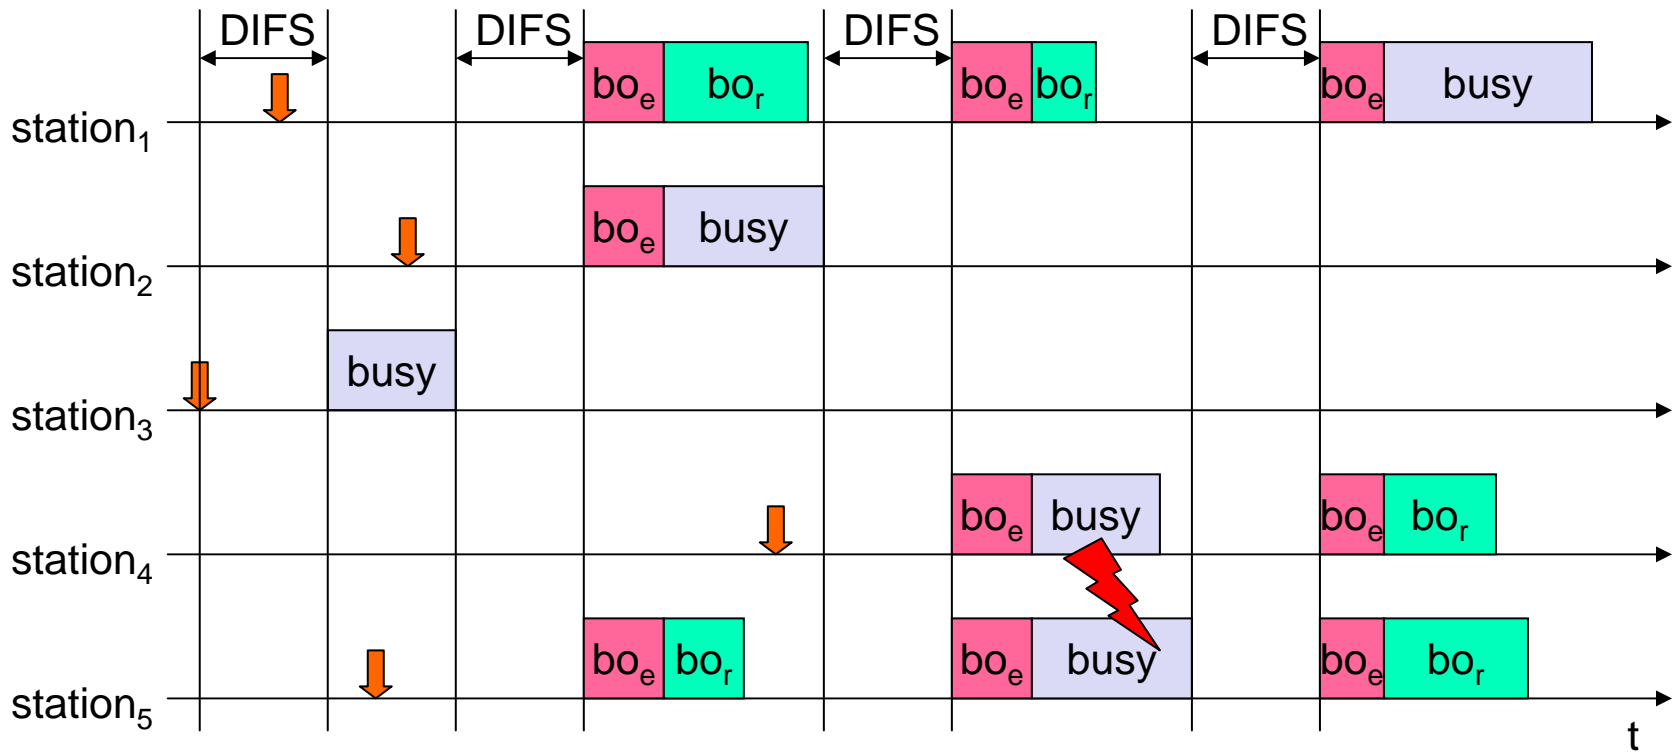 DIFS DIFS DIFS DIFS
station1 boe bor boe bor boe busy
station2 boe busy
station3 busy
station4 boe busy boe bor
station5 boe bor boe busy boe bor
t